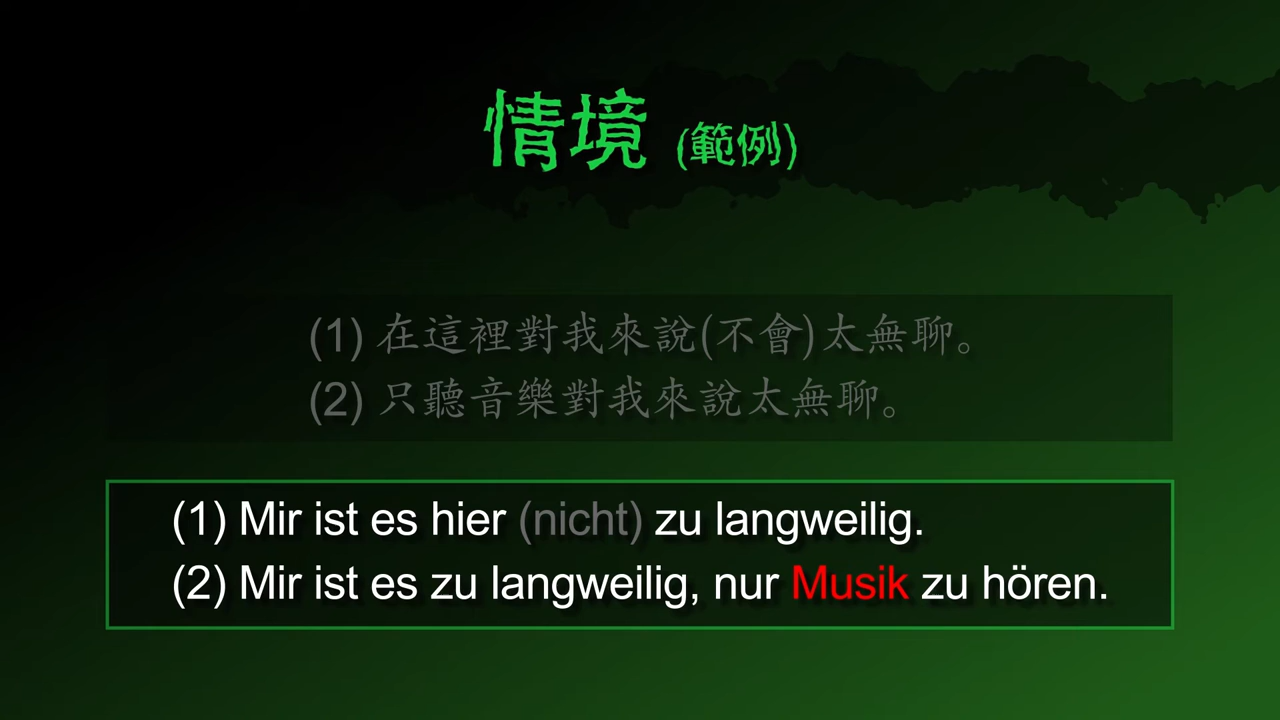 情境 (範例)
(1) 在這裡對我來說(不會)太無聊。
(2) 只聽音樂對我來說太無聊。
(1) Mir ist es hier (nicht) zu langweilig.
(2) Mir ist es zu langweilig, nur Musik zu hören.